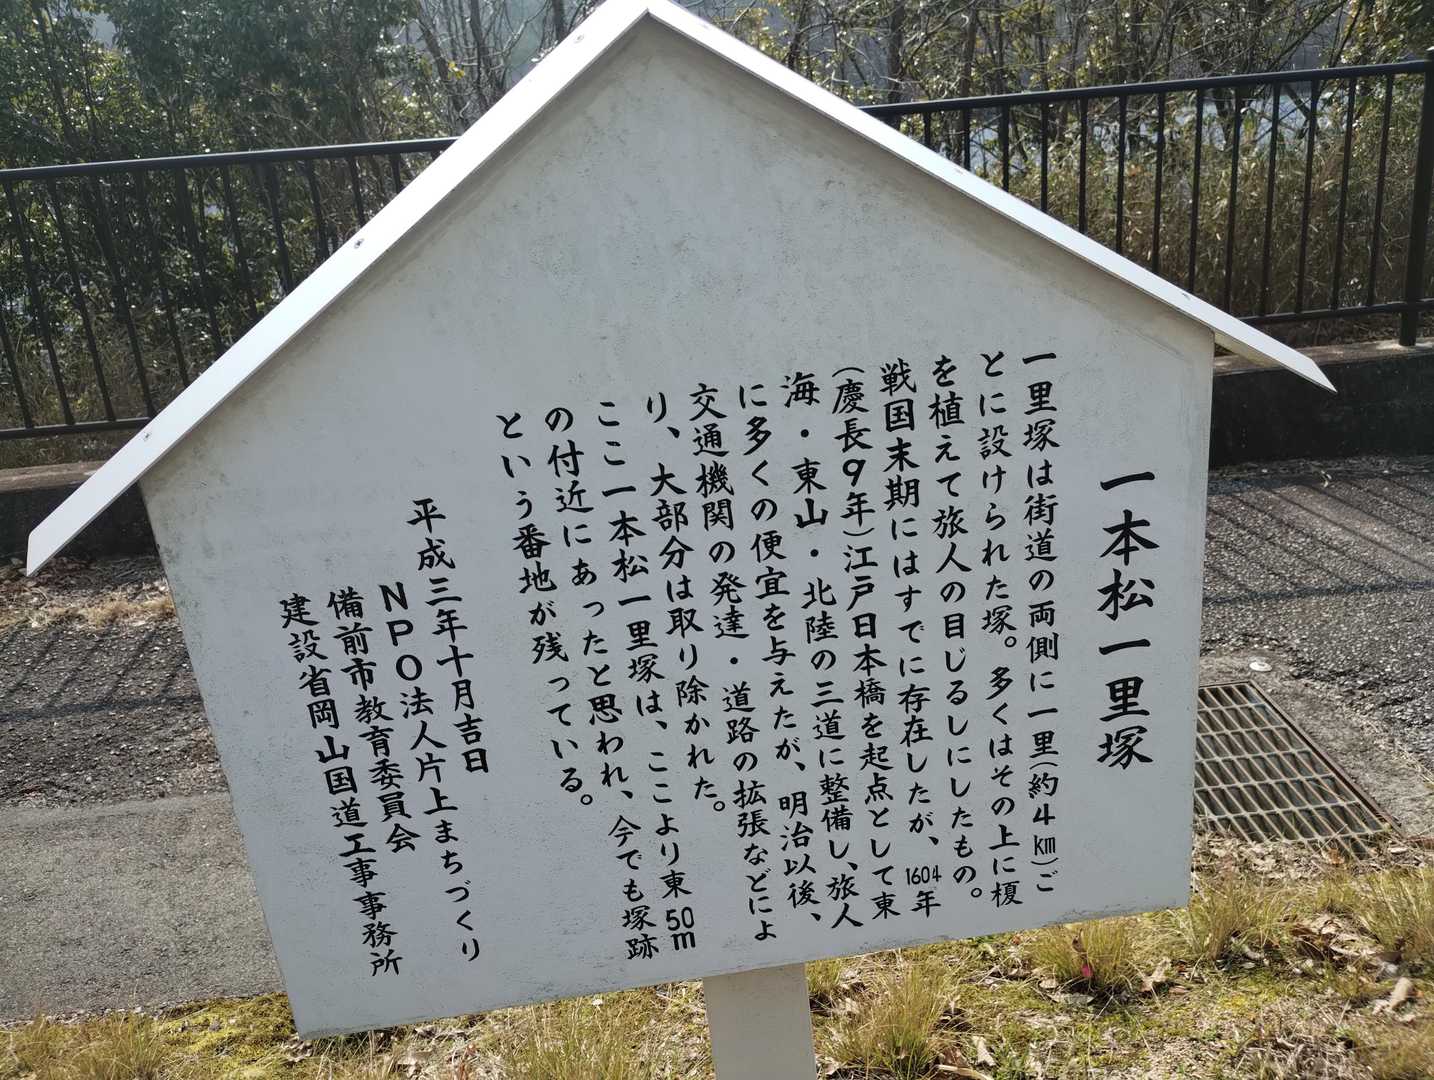 一本松一里塚
一里塚は街道の両側に一里(約4㎞)ご
とに設けられた塚。多くはその上に榎
を植えて旅人の目じるしにしたもの。
戦国末期にはすでに存在したが、1604年
(慶長9年)江戸日本橋を起点として東
海・東山・北陸の三道に整備し、旅人
に多くの便宜を与えたが、明治以後、
交通機関の発達・道路の拡張などによ
り、大部分は取り除かれた。
ここ一本松一里塚は、ここより東50m
の付近にあったと思われ、今でも塚跡
という番地が残っている。
平成三年十月吉日
NPO法人片上まちづくり
備前市教育委員会
建設省岡山国道工事事務所